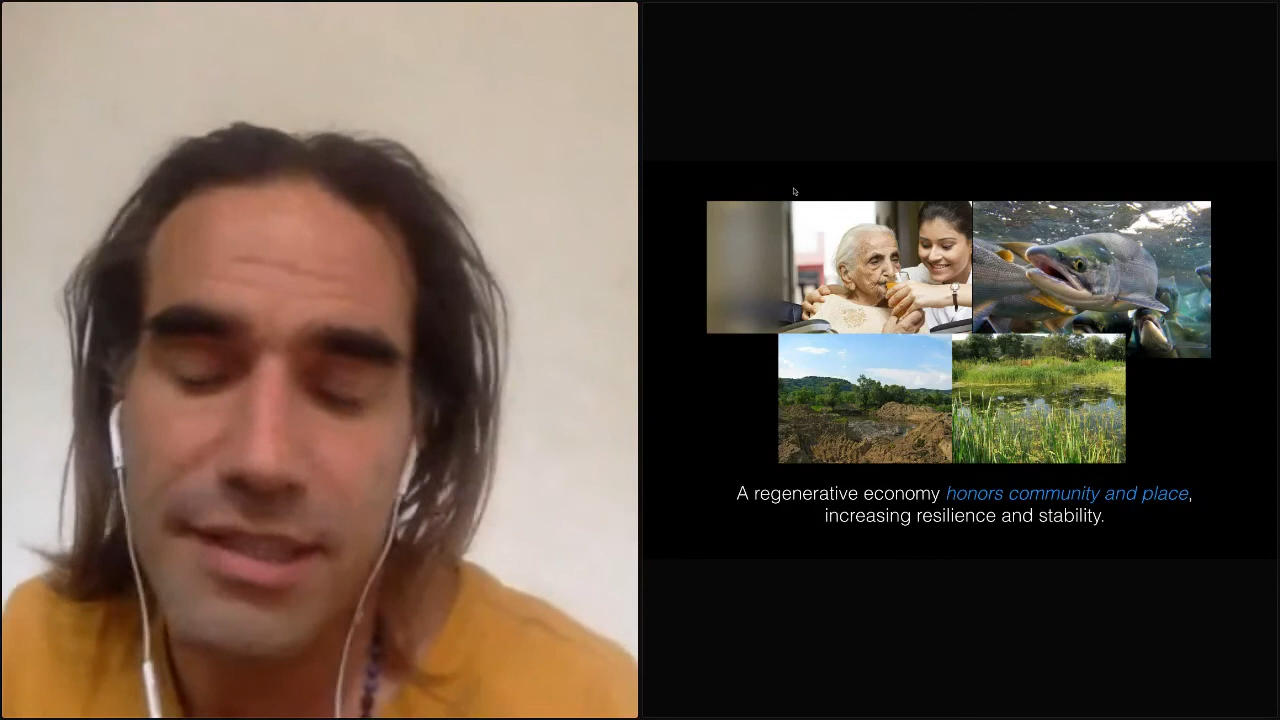 A regenerative economy honors community and place,
increasing resilience and stability.